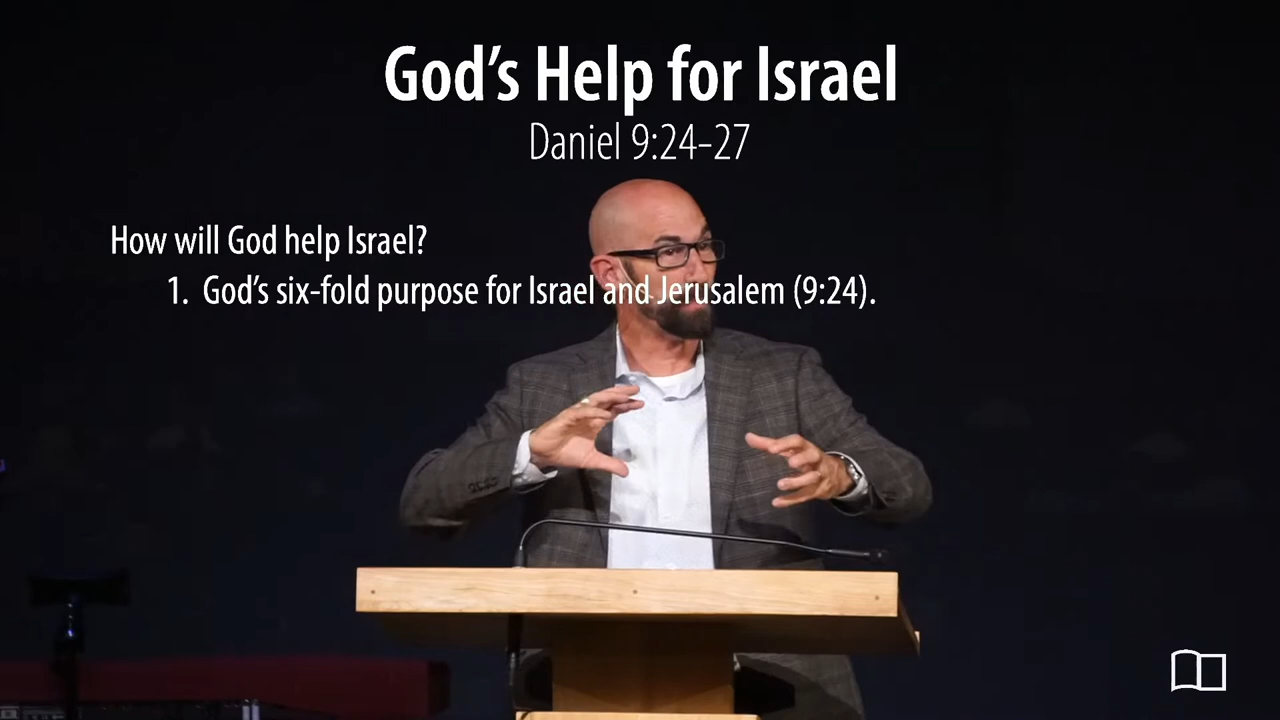 God’s Help for Israel
Daniel 9:24–27
How will God help Israel?
1. God’s six-fold purpose for Israel and Jerusalem (9:24).